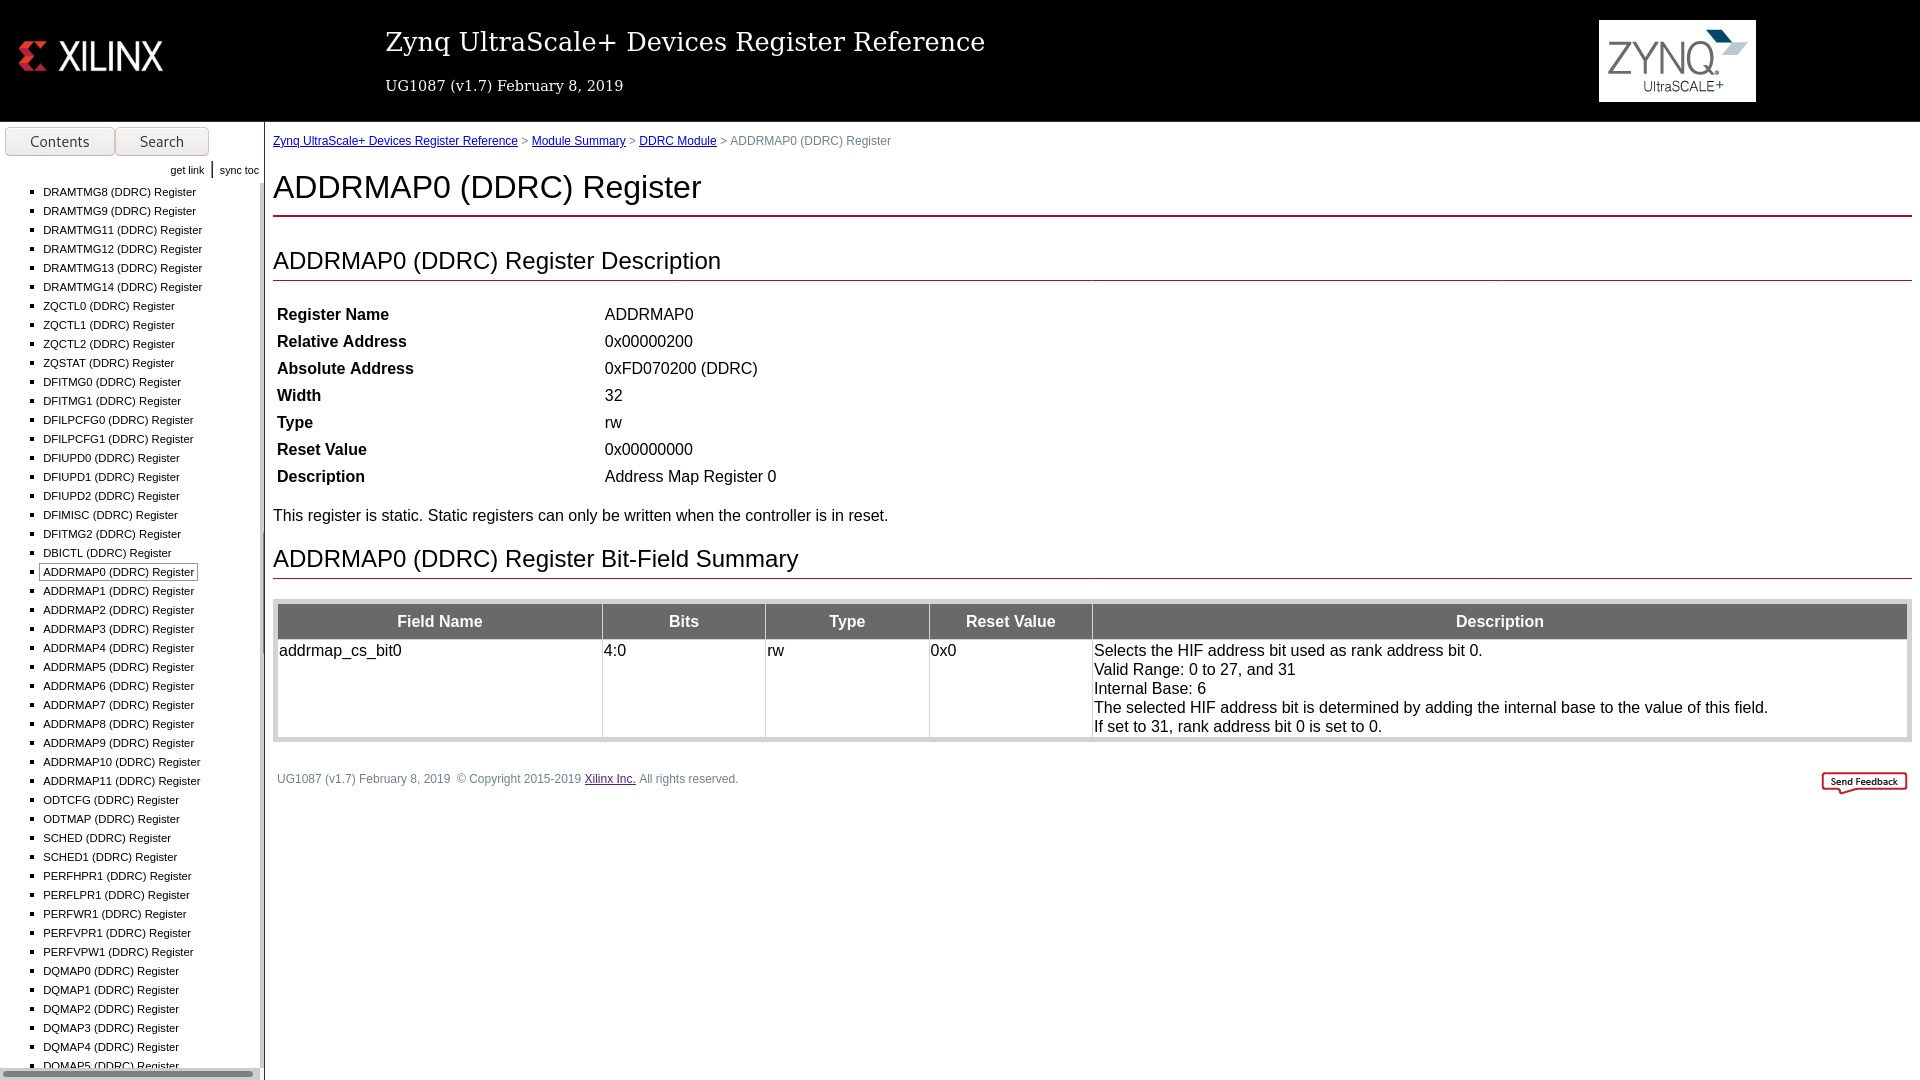 XILINX
Zynq UltraScale+ Devices Register Reference
UG1087 (v1.7) February 8, 2019
ZYNQ
UltraSCALE+
Contents
Search
get link | sync toc
DRAMTMG8 (DDRC) Register
DRAMTMG9 (DDRC) Register
DRAMTMG11 (DDRC) Register
DRAMTMG12 (DDRC) Register
DRAMTMG13 (DDRC) Register
DRAMTMG14 (DDRC) Register
ZQCTL0 (DDRC) Register
ZQCTL1 (DDRC) Register
ZQCTL2 (DDRC) Register
ZQSTAT (DDRC) Register
DFITMG0 (DDRC) Register
DFITMG1 (DDRC) Register
DFILPCFG0 (DDRC) Register
DFILPCFG1 (DDRC) Register
DFIUPD0 (DDRC) Register
DFIUPD1 (DDRC) Register
DFIUPD2 (DDRC) Register
DFIMISC (DDRC) Register
DFITMG2 (DDRC) Register
DBICTL (DDRC) Register
ADDRMAP0 (DDRC) Register
ADDRMAP1 (DDRC) Register
ADDRMAP2 (DDRC) Register
ADDRMAP3 (DDRC) Register
ADDRMAP4 (DDRC) Register
ADDRMAP5 (DDRC) Register
ADDRMAP6 (DDRC) Register
ADDRMAP7 (DDRC) Register
ADDRMAP8 (DDRC) Register
ADDRMAP9 (DDRC) Register
ADDRMAP10 (DDRC) Register
ADDRMAP11 (DDRC) Register
ODTCFG (DDRC) Register
ODTMAP (DDRC) Register
SCHED (DDRC) Register
SCHED1 (DDRC) Register
PERFHPR1 (DDRC) Register
PERFLPR1 (DDRC) Register
PERFWR1 (DDRC) Register
PERFVPR1 (DDRC) Register
PERFVPW1 (DDRC) Register
DQMAP0 (DDRC) Register
DQMAP1 (DDRC) Register
DQMAP2 (DDRC) Register
DQMAP3 (DDRC) Register
DQMAP4 (DDRC) Register
DQMAP5 (DDRC) Register
Zynq UltraScale+ Devices Register Reference > Module Summary > DDRC Module > ADDRMAP0 (DDRC) Register
ADDRMAP0 (DDRC) Register
ADDRMAP0 (DDRC) Register Description
Register Name ADDRMAP0
Relative Address 0x00000200
Absolute Address 0xFD070200 (DDRC)
Width 32
Type rw
Reset Value 0x00000000
Description Address Map Register 0
This register is static. Static registers can only be written when the controller is in reset.
ADDRMAP0 (DDRC) Register Bit-Field Summary
Field Name Bits Type Reset Value Description
addrmap_cs_bit0 4:0 rw 0x0 Selects the HIF address bit used as rank address bit 0.
Valid Range: 0 to 27, and 31
Internal Base: 6
The selected HIF address bit is determined by adding the internal base to the value of this field.
If set to 31, rank address bit 0 is set to 0.
UG1087 (v1.7) February 8, 2019 © Copyright 2015-2019 Xilinx Inc. All rights reserved.
Send Feedback